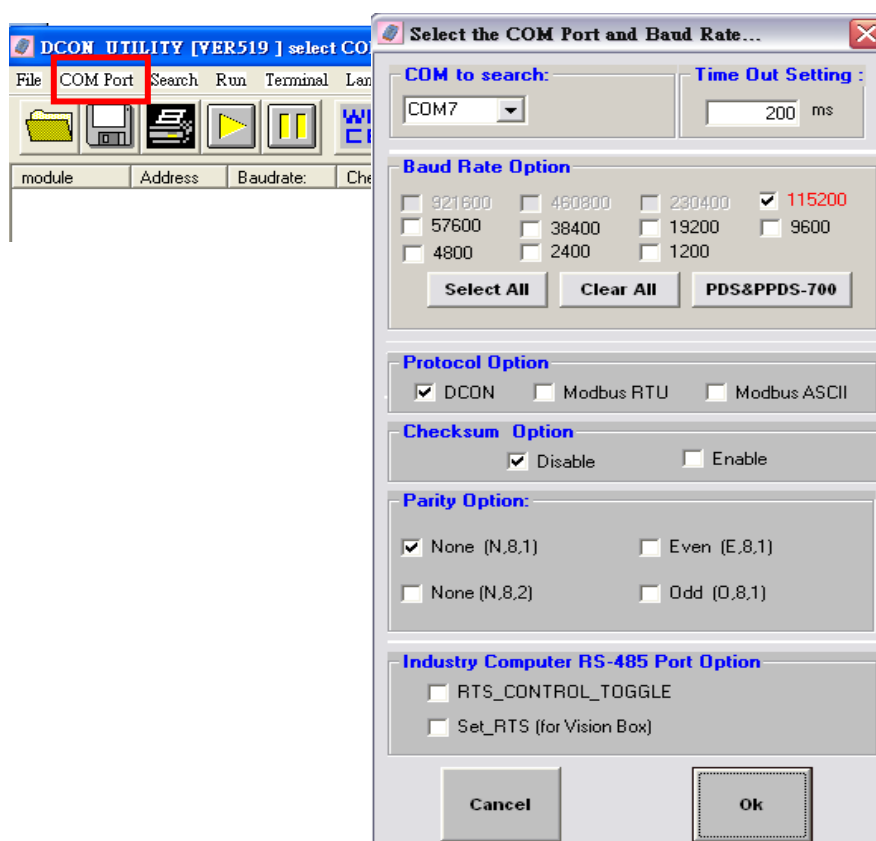 DCON UTILITY [VER519 ] select CO
File COM Port Search Run Terminal Lan
module Address Baudrate: Che
Select the COM Port and Baud Rate...
COM to search: Time Out Setting :
COM7 200 ms
Baud Rate Option
921600 460800 230400 115200
57600 38400 19200 9600
4800 2400 1200
Select All Clear All PDS&PPDS-700
Protocol Option
DCON Modbus RTU Modbus ASCII
Checksum Option
Disable Enable
Parity Option:
None (N,8,1) Even (E,8,1)
None (N,8,2) Odd (O,8,1)
Industry Computer RS-485 Port Option
RTS_CONTROL_TOGGLE
Set_RTS (for Vision Box)
Cancel Ok